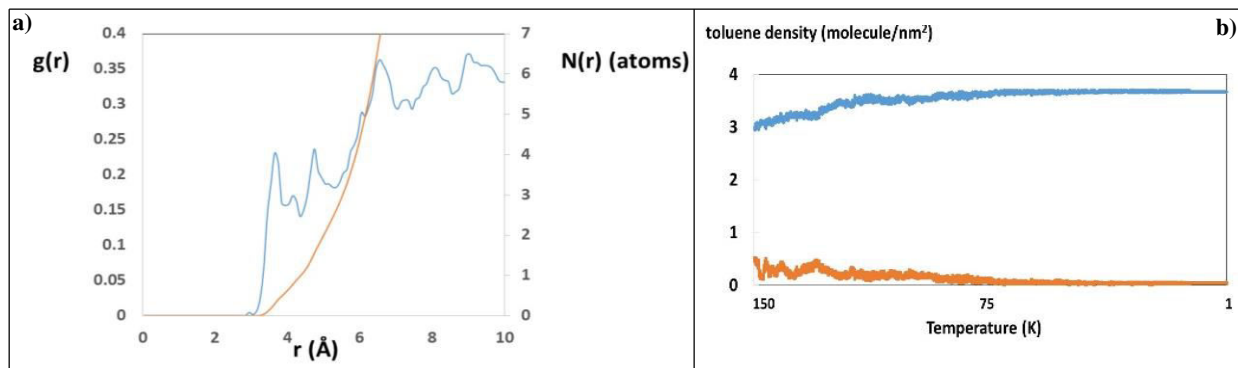 a)
g(r)
N(r) (atoms)
0.4
0.35
0.3
0.25
0.2
0.15
0.1
0.05
0
7
6
5
4
3
2
1
0
0 2 4 6 8 10
r (Å)
b)
toluene density (molecule/nm²)
4
3
2
1
0
150 75 1
Temperature (K)